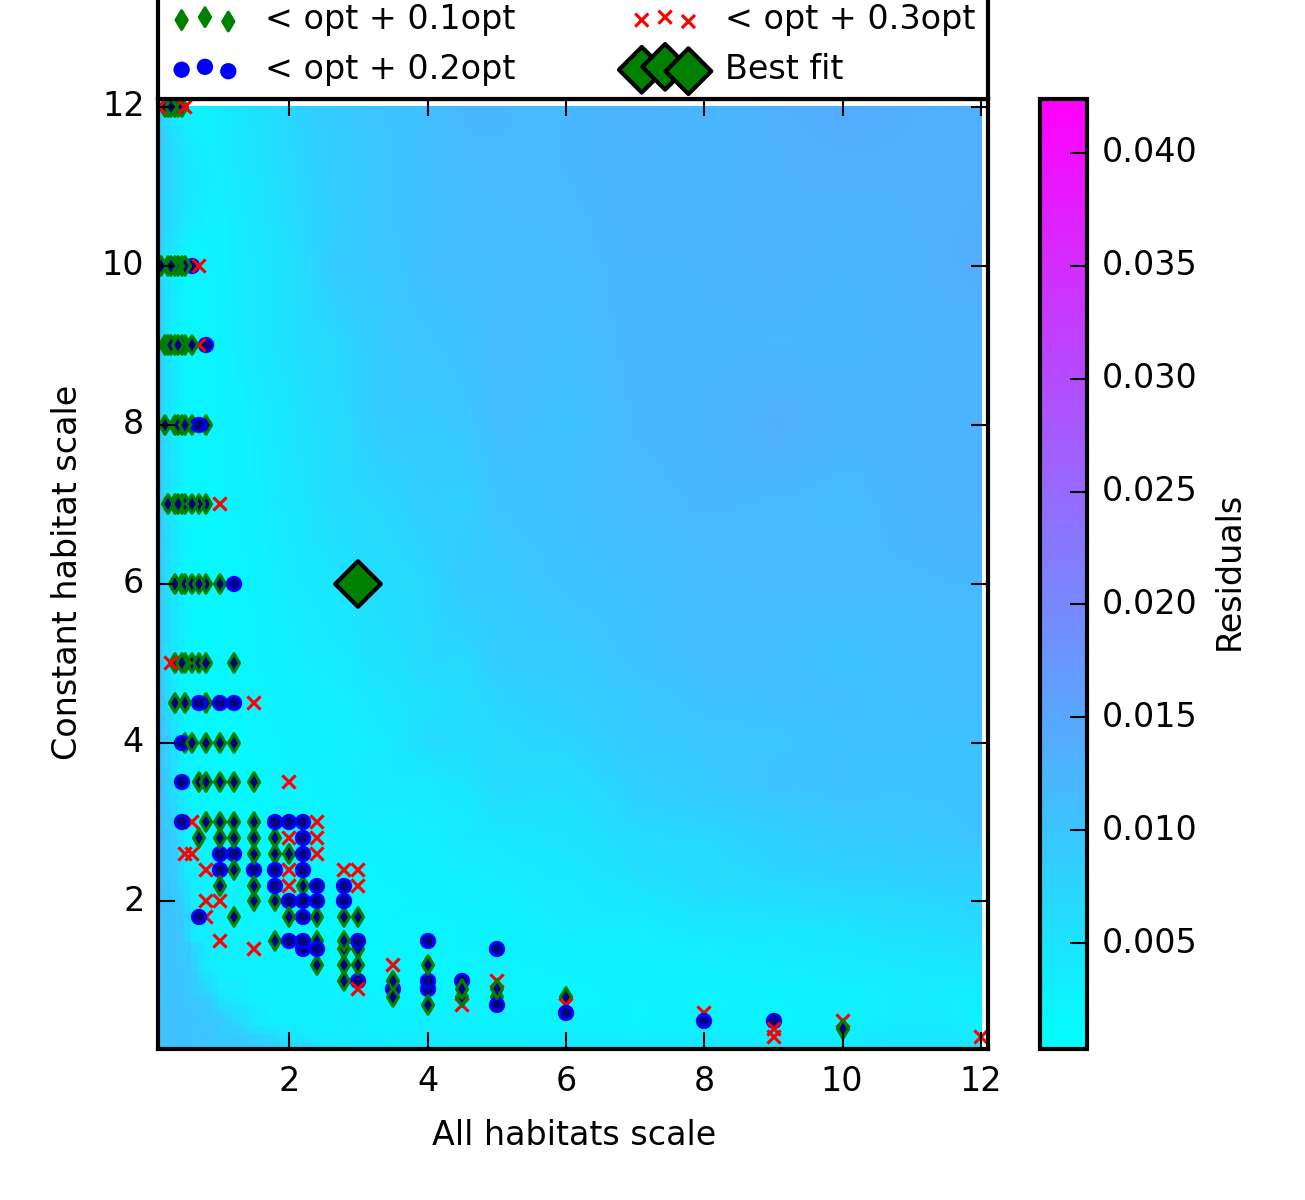 < opt + 0.1opt
< opt + 0.3opt
< opt + 0.2opt
Best fit
12
10
8
6
4
2
Constant habitat scale
2 4 6 8 10 12
All habitats scale
0.040
0.035
0.030
0.025
0.020
0.015
0.010
0.005
Residuals